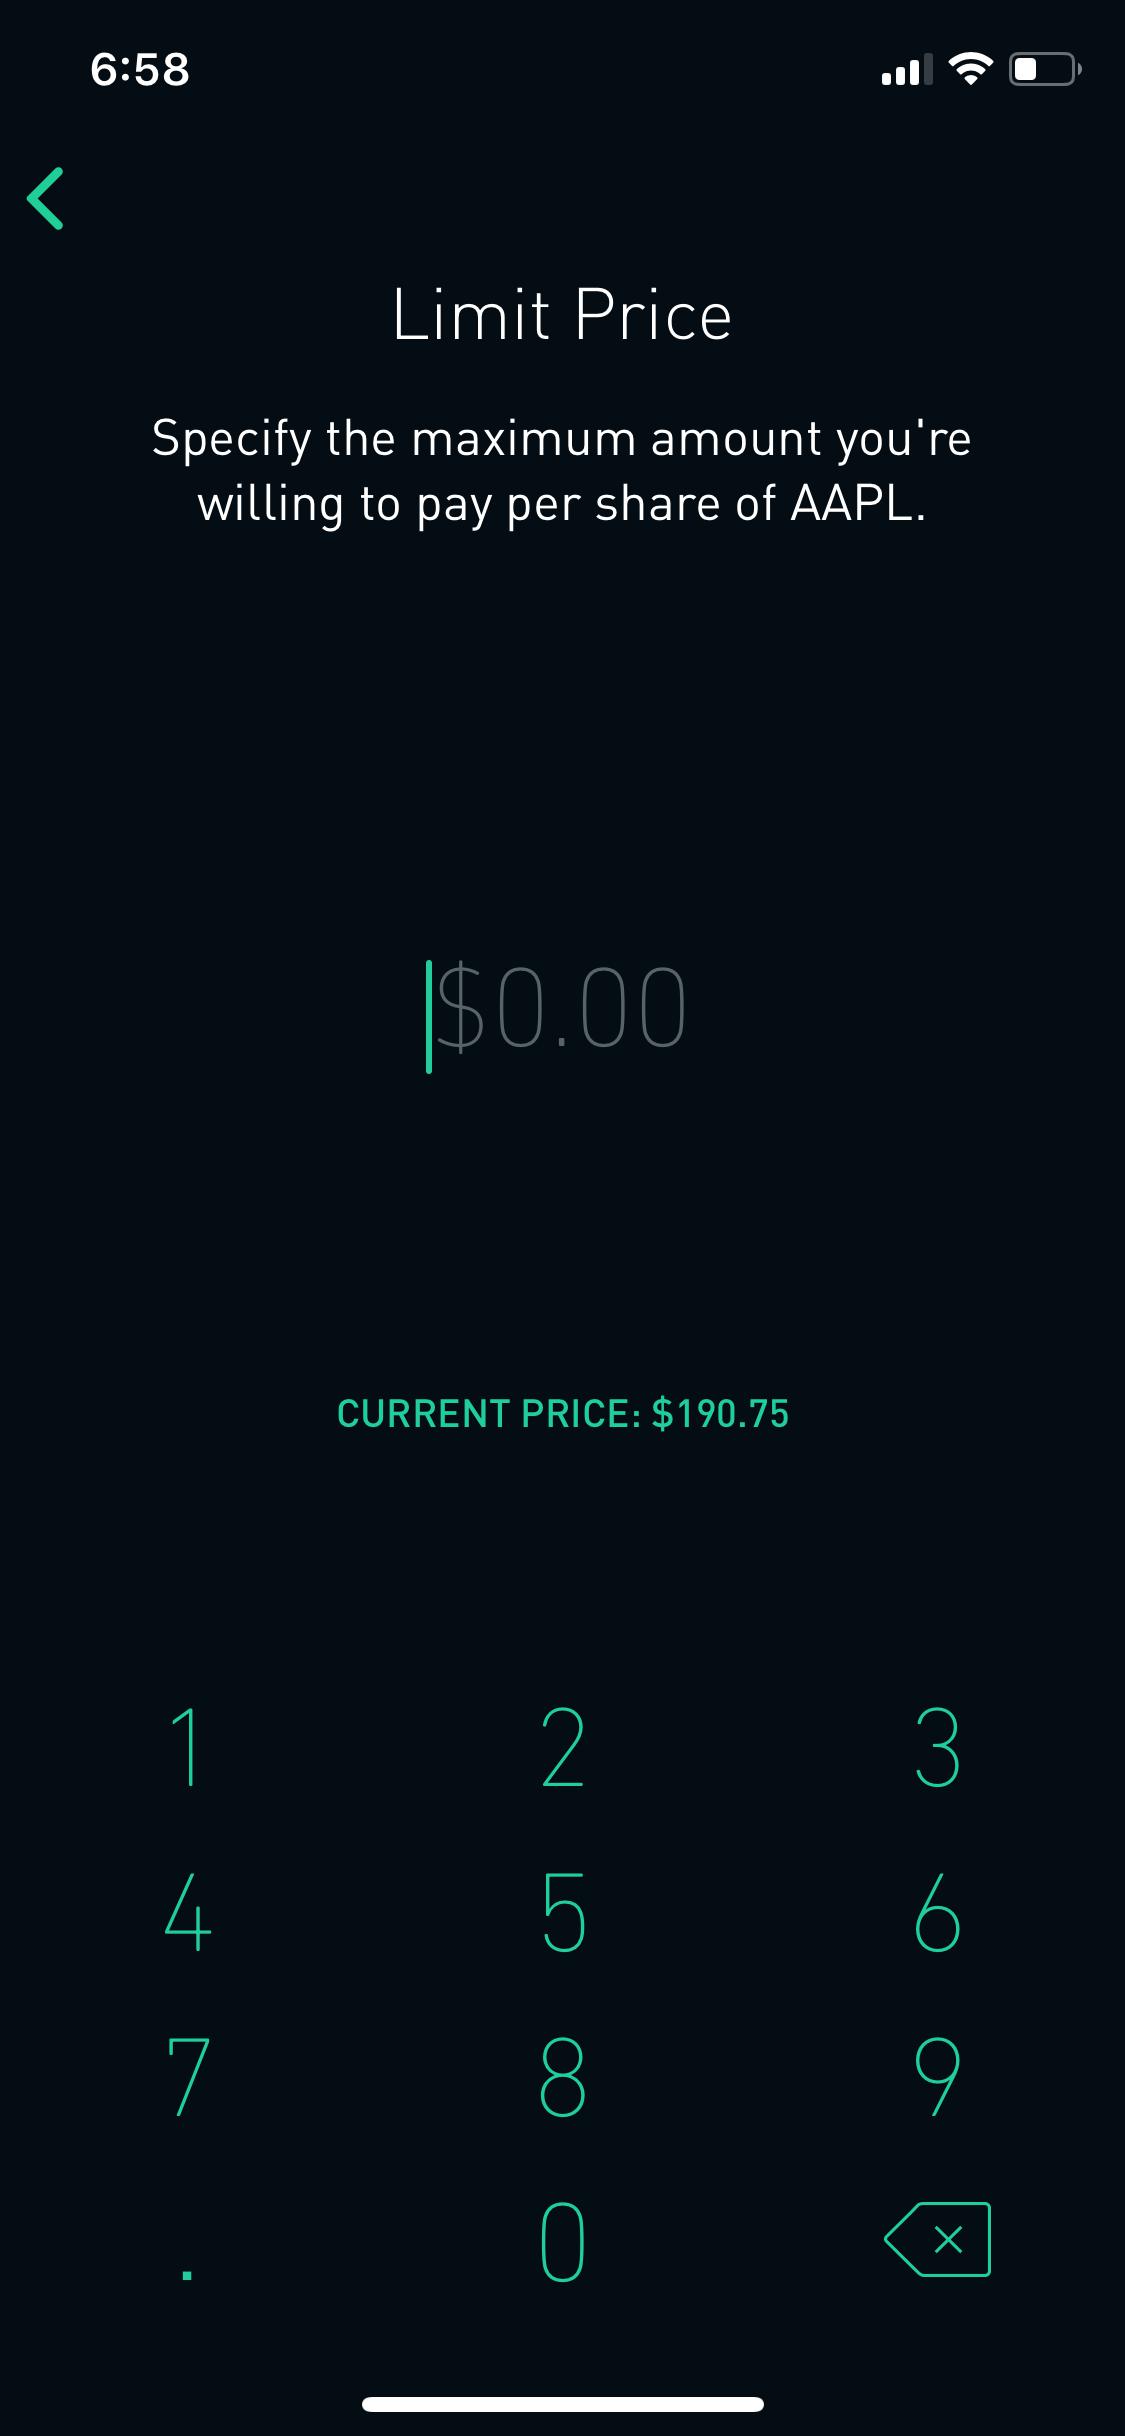 6:58
Limit Price
Specify the maximum amount you're
willing to pay per share of AAPL.
$0.00
CURRENT PRICE: $190.75
1 2 3
4 5 6
7 8 9
. 0